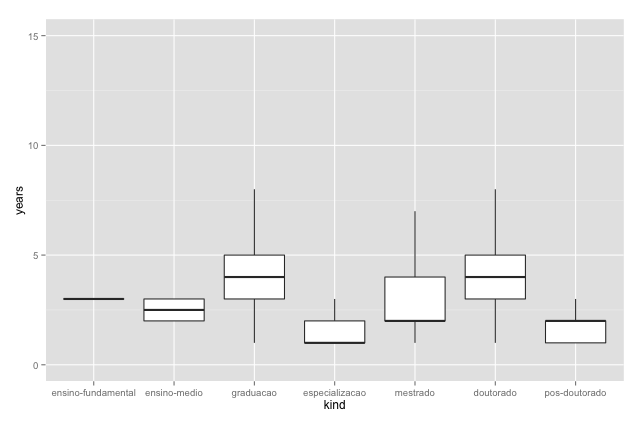 15
10
5
0
years
ensino-fundamental ensino-medio graduacao especializacao mestrado doutorado pos-doutorado
kind